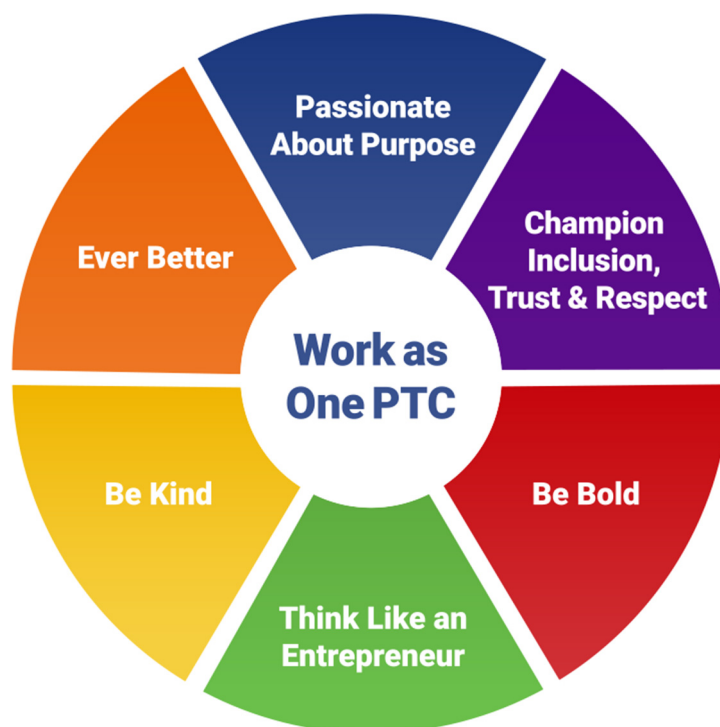 Passionate
About Purpose
Champion
Inclusion,
Trust & Respect
Be Bold
Think Like an
Entrepreneur
Be Kind
Ever Better
Work as
One PTC